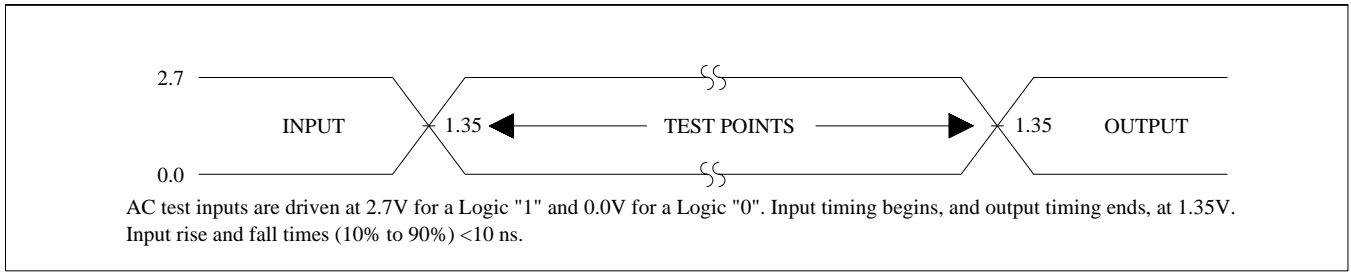 2.7
INPUT 1.35 TEST POINTS 1.35 OUTPUT
0.0
AC test inputs are driven at 2.7V for a Logic "1" and 0.0V for a Logic "0". Input timing begins, and output timing ends, at 1.35V.
Input rise and fall times (10% to 90%) <10 ns.